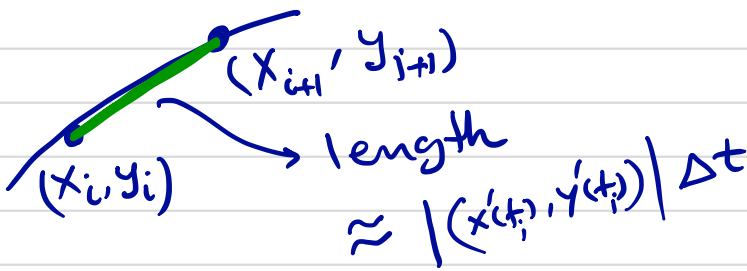 (x_{i+1}, y_{i+1})
(x_i, y_i)
length
≈ |(x'(t_i), y'(t_i))| Δt